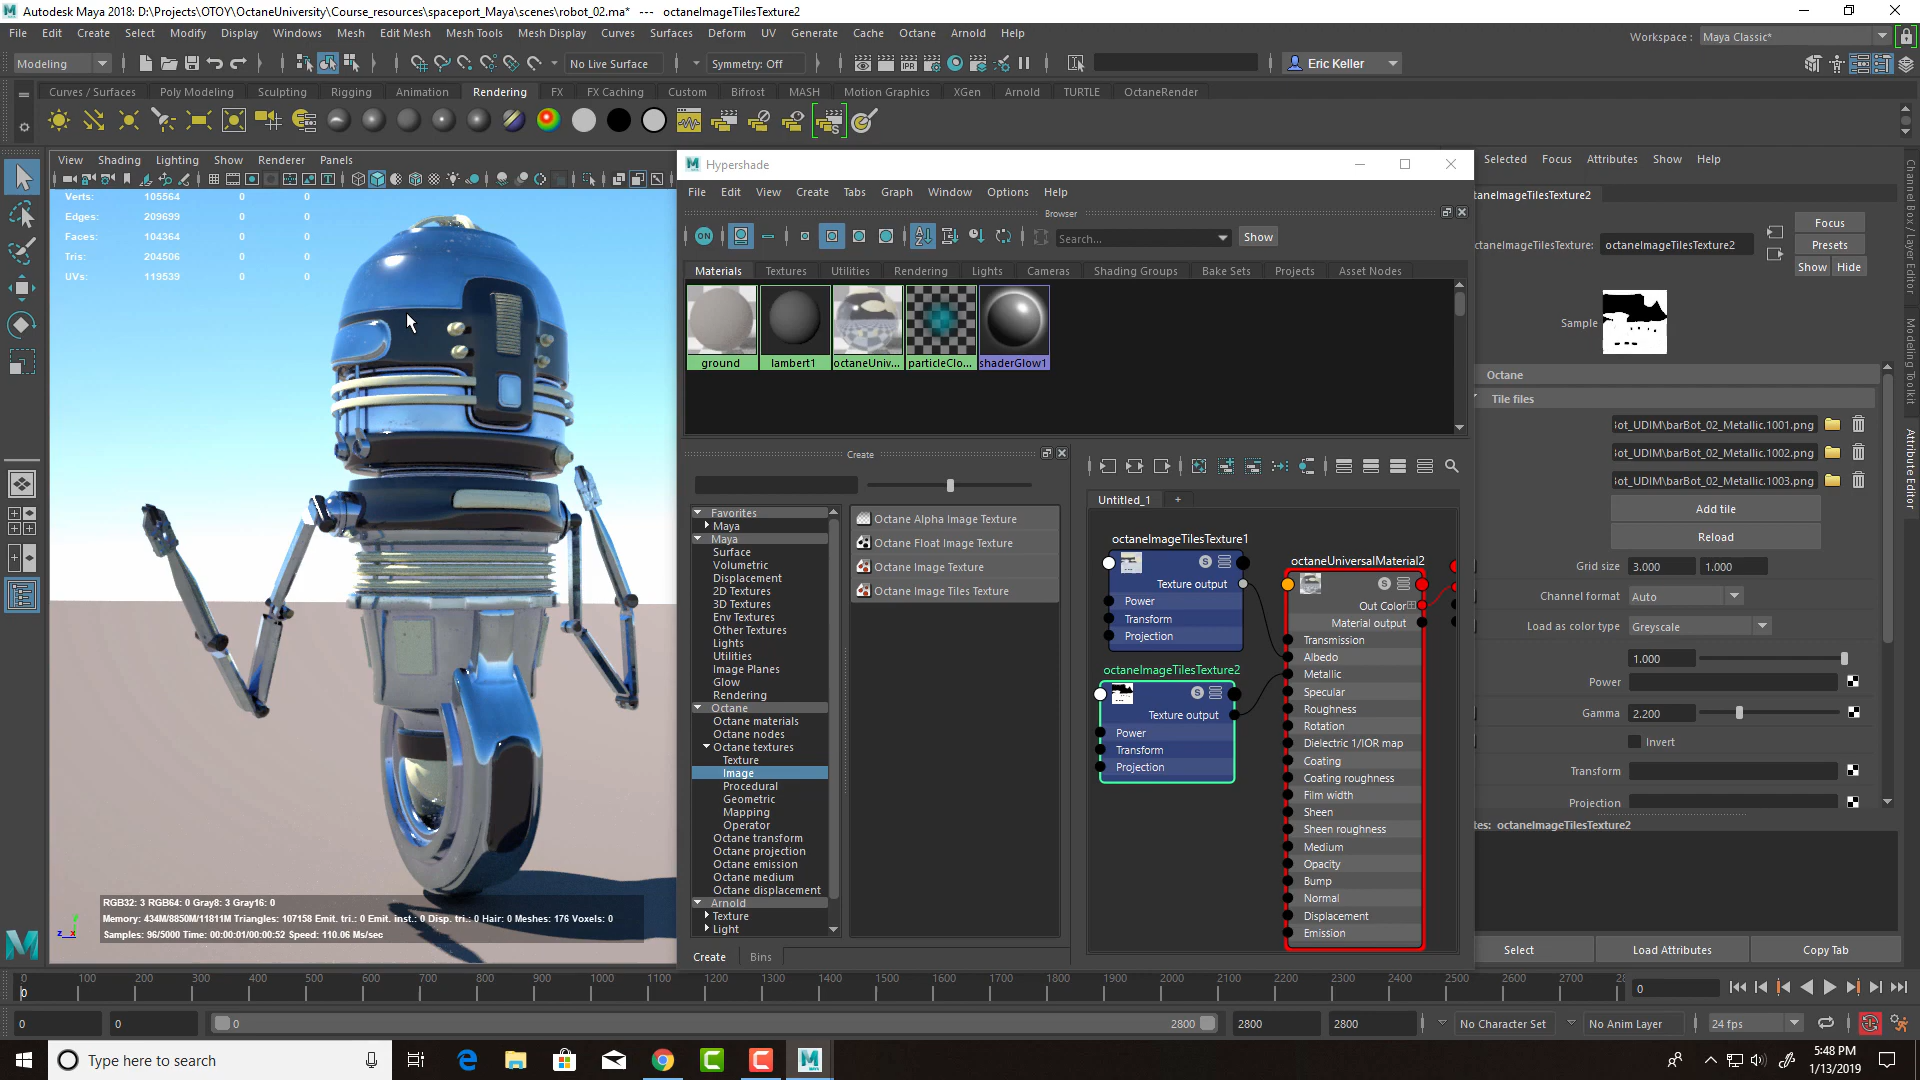 Autodesk Maya 2018: D:\Projects\OTOY\OctaneUniversity\Course_resources\spaceport_Maya\scenes\robot_02.ma* --- octaneImageTilesTexture2
File Edit Create Select Modify Display Windows Mesh Edit Mesh Mesh Tools Mesh Display Curves Surfaces Deform UV Generate Cache Octane Arnold Help
Workspace : Maya Classic*
Modeling No Live Surface Symmetry: Off IPR Eric Keller
Curves / Surfaces Poly Modeling Sculpting Rigging Animation Rendering FX FX Caching Custom Bifrost MASH Motion Graphics XGen Arnold TURTLE OctaneRender
View Shading Lighting Show Renderer Panels
Verts: 105564 0 0
Edges: 209699 0 0
Faces: 104364 0 0
Tris: 204506 0 0
UVs: 119539 0 0
RGB32: 3 RGB64: 0 Gray8: 3 Gray16: 0
Memory: 434M/8850M/11811M Triangles: 107158 Emit. tri.: 0 Emit. inst.: 0 Disp. tri.: 0 Hair: 0 Meshes: 176 Voxels: 0
Samples: 96/5000 Time: 00:00:01/00:00:52 Speed: 110.06 Ms/sec
Hypershade
File Edit View Create Tabs Graph Window Options Help
Browser
ON Search... Show
Materials Textures Utilities Rendering Lights Cameras Shading Groups Bake Sets Projects Asset Nodes
ground lambert1 octaneUniv... particleClo... shaderGlow1
Create
Favorites
Maya
Maya
Surface
Volumetric
Displacement
2D Textures
3D Textures
Env Textures
Other Textures
Lights
Utilities
Image Planes
Glow
Rendering
Octane
Octane materials
Octane nodes
Octane textures
Texture
Image
Procedural
Geometric
Mapping
Operator
Octane transform
Octane projection
Octane emission
Octane medium
Octane displacement
Arnold
Texture
Light
Create Bins
Octane Alpha Image Texture
Octane Float Image Texture
Octane Image Texture
Octane Image Tiles Texture
Untitled_1 +
octaneImageTilesTexture1
S
Texture output
Power
Transform
Projection
octaneImageTilesTexture2
S
Texture output
Power
Transform
Projection
octaneUniversalMaterial2
S
Out Color
Material output
Transmission
Albedo
Metallic
Specular
Roughness
Rotation
Dielectric 1/IOR map
Coating
Coating roughness
Film width
Sheen
Sheen roughness
Medium
Opacity
Bump
Normal
Displacement
Emission
Selected Focus Attributes Show Help
ctaneImageTilesTexture2
ctaneImageTilesTexture: octaneImageTilesTexture2
Focus
Presets
Show Hide
Sample
Octane
Tile files
ot_UDIM\barBot_02_Metallic.1001.png
ot_UDIM\barBot_02_Metallic.1002.png
ot_UDIM\barBot_02_Metallic.1003.png
Add tile
Reload
Grid size 3.000 1.000
Channel format Auto
Load as color type Greyscale
1.000
Power
Gamma 2.200
Invert
Transform
Projection
tes: octaneImageTilesTexture2
Select Load Attributes Copy Tab
Channel Box / Layer Editor
Modeling Toolkit
Attribute Editor
0 100 200 300 400 500 600 700 800 900 1000 1100 1200 1300 1400 1500 1600 1700 1800 1900 2000 2100 2200 2300 2400 2500 2600 2700 28
0 0
0 0 0 2800 2800 2800 No Character Set No Anim Layer 24 fps
Type here to search
5:48 PM
1/13/2019